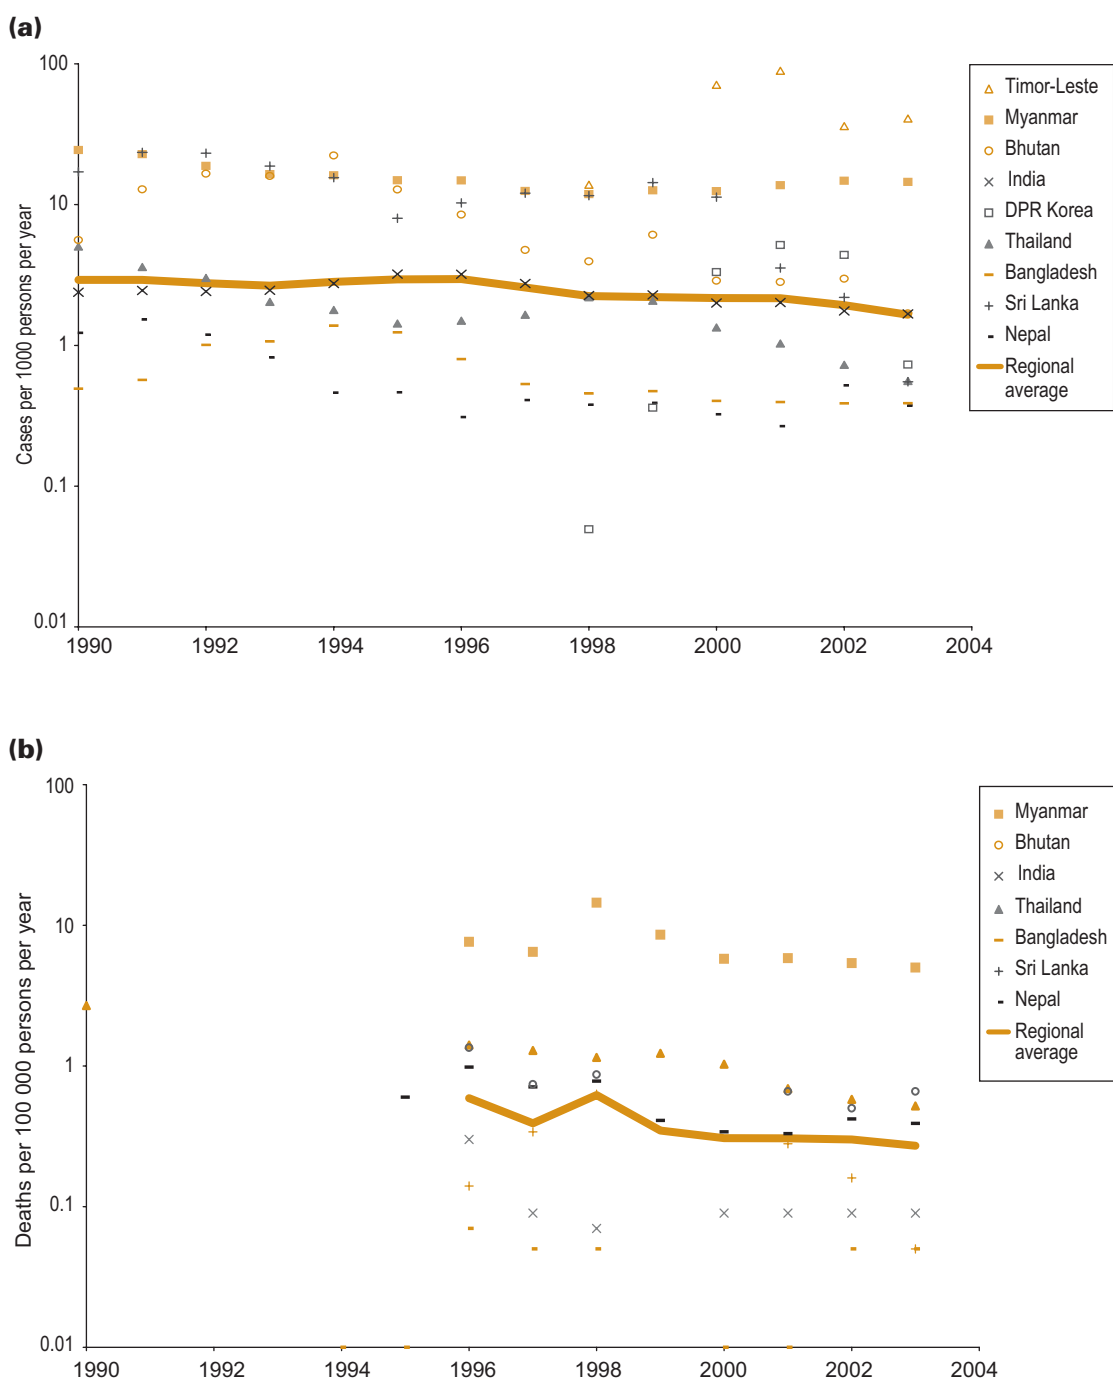 (a)
100
10
1
0.1
0.01
Cases per 1000 persons per year
1990 1992 1994 1996 1998 2000 2002 2004
Timor-Leste
Myanmar
Bhutan
India
DPR Korea
Thailand
Bangladesh
Sri Lanka
Nepal
Regional
average
(b)
100
10
1
0.1
0.01
Deaths per 100 000 persons per year
1990 1992 1994 1996 1998 2000 2002 2004
Myanmar
Bhutan
India
Thailand
Bangladesh
Sri Lanka
Nepal
Regional
average